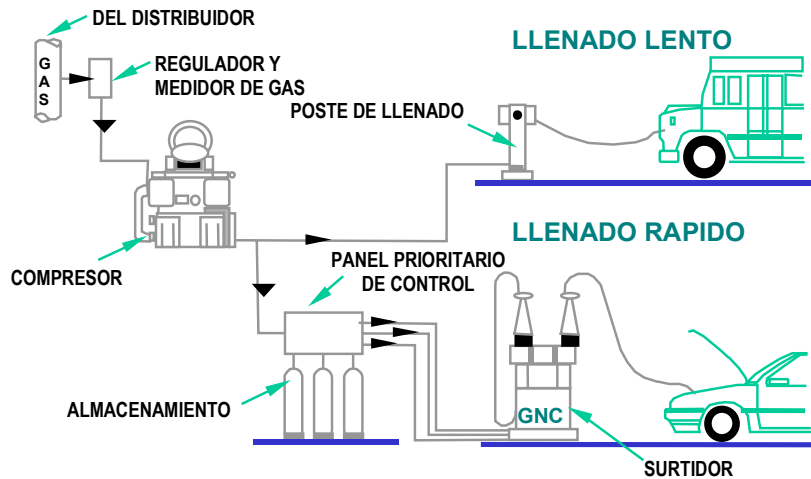 DEL DISTRIBUIDOR
GAS
REGULADOR Y
MEDIDOR DE GAS
LLENADO LENTO
POSTE DE LLENADO
COMPRESOR
LLENADO RAPIDO
PANEL PRIORITARIO
DE CONTROL
ALMACENAMIENTO
GNC
SURTIDOR